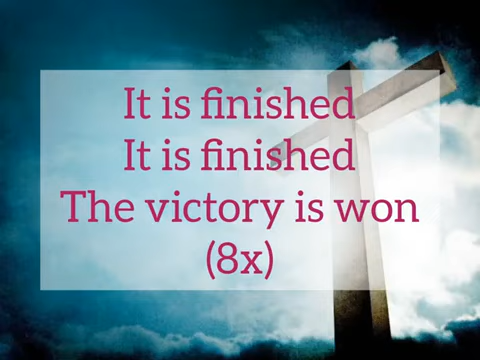 It is finished
It is finished
The victory is won
(8x)